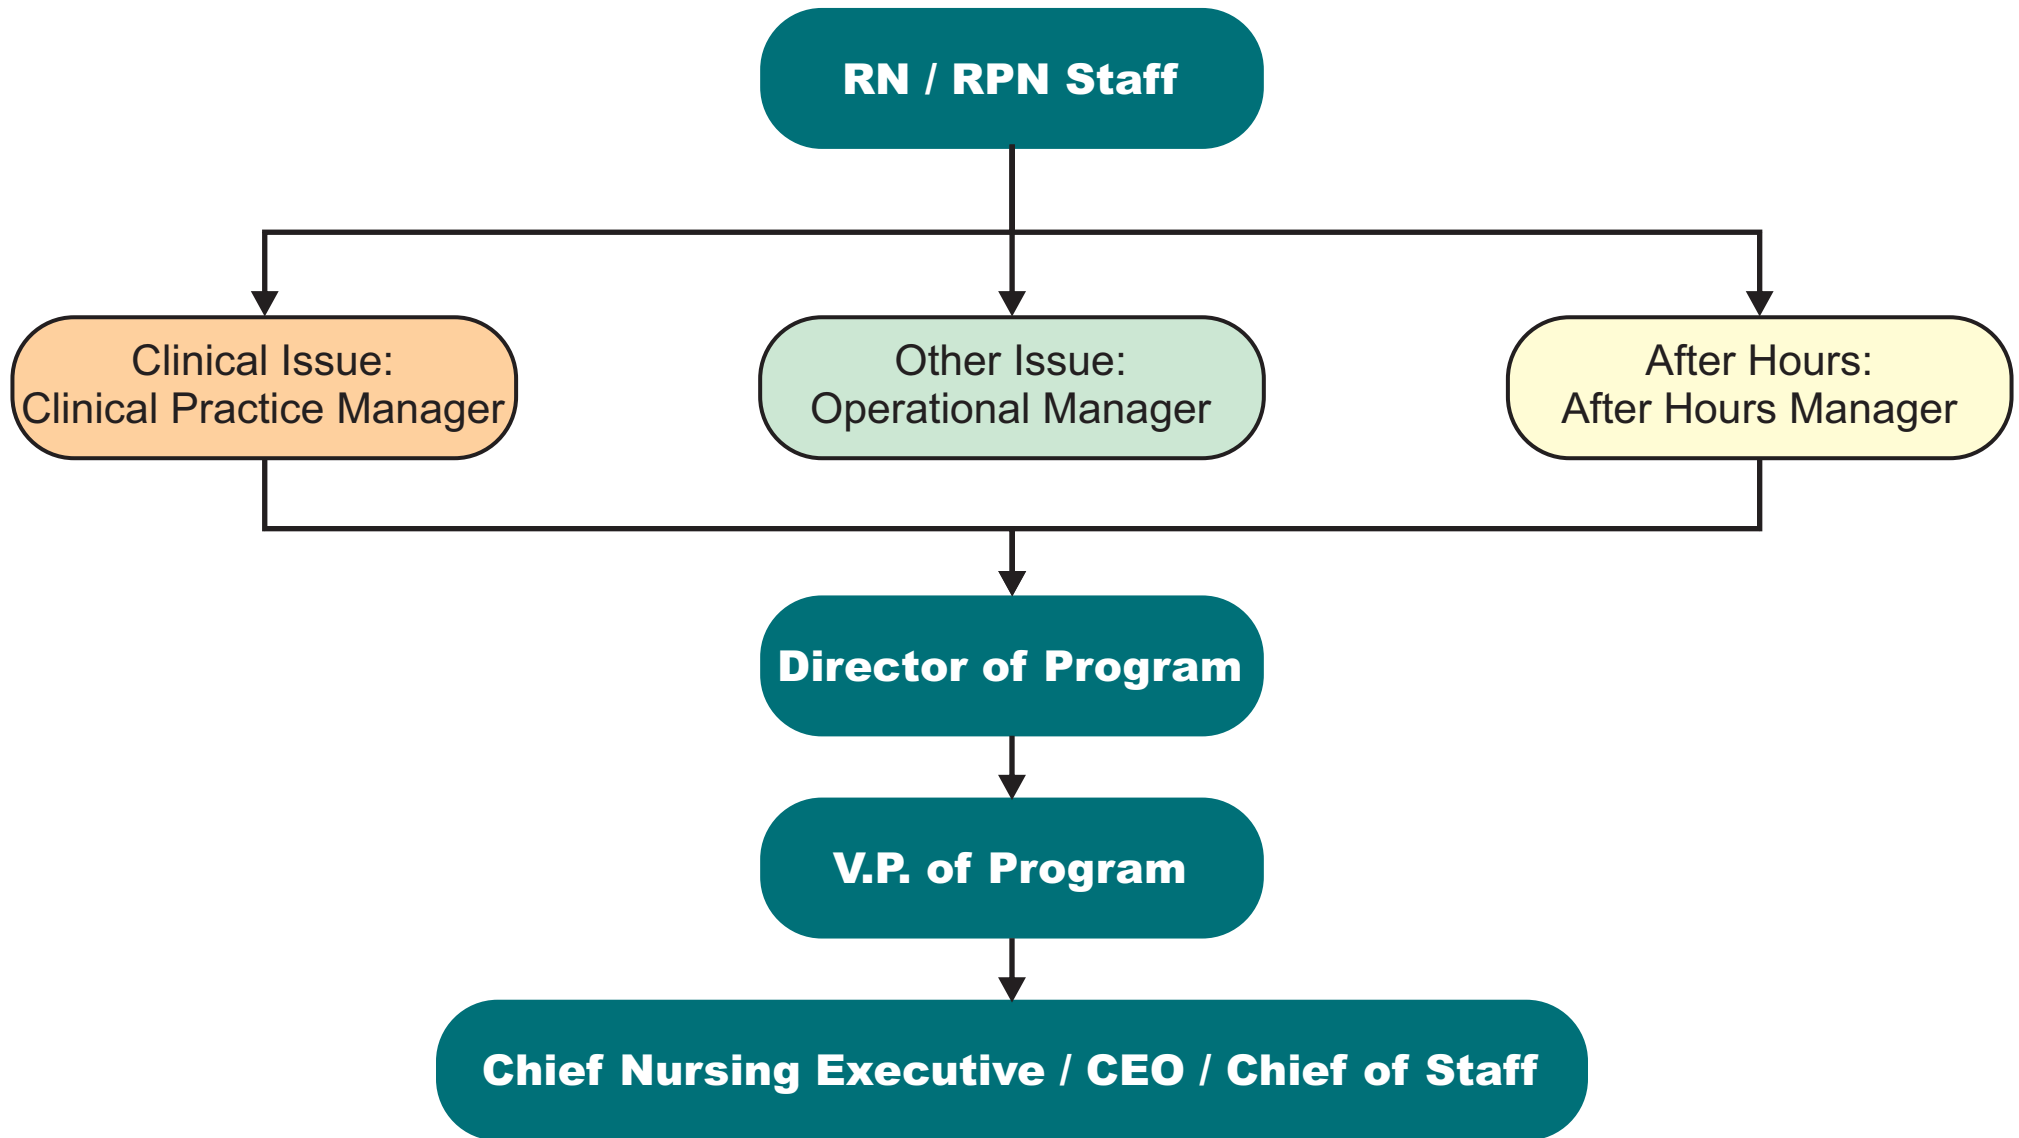 RN / RPN Staff
Clinical Issue:
Clinical Practice Manager
Other Issue:
Operational Manager
After Hours:
After Hours Manager
Director of Program
V.P. of Program
Chief Nursing Executive / CEO / Chief of Staff